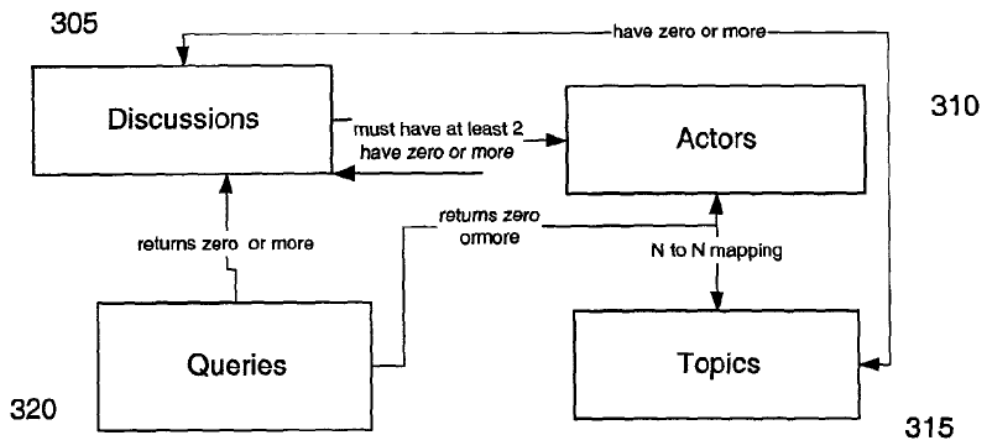 305
have zero or more
310
Discussions
must have at least 2
have zero or more
Actors
returns zero or more
returns zero
ormore
N to N mapping
Queries
Topics
320
315